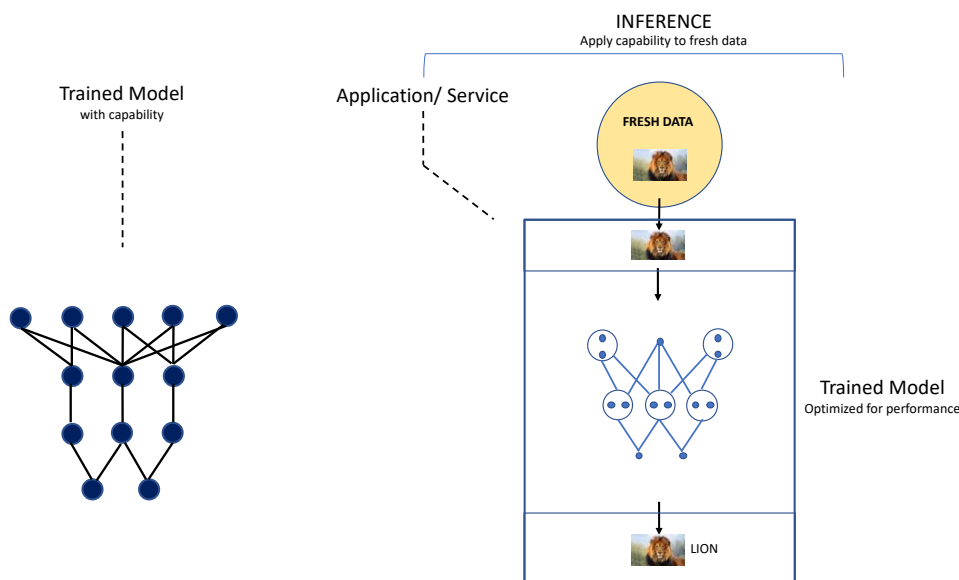 INFERENCE
Apply capability to fresh data
Trained Model
with capability
Application/ Service
FRESH DATA
Trained Model
Optimized for performance
LION